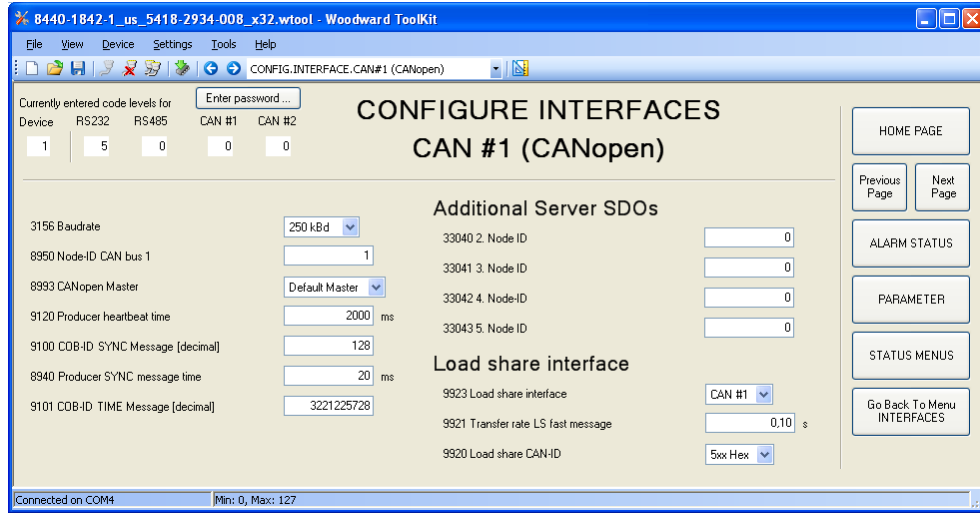 8440-1842-1_us_5418-2934-008_x32.wtool - Woodward ToolKit
File View Device Settings Tools Help
CONFIG.INTERFACE.CAN#1 (CANopen)
Currently entered code levels for
Enter password ...
Device RS232 RS485 CAN #1 CAN #2
1 5 0 0 0
CONFIGURE INTERFACES
CAN #1 (CANopen)
3156 Baudrate 250 kBd
8950 Node-ID CAN bus 1 1
8993 CANopen Master Default Master
9120 Producer heartbeat time 2000 ms
9100 COB-ID SYNC Message [decimal] 128
8940 Producer SYNC message time 20 ms
9101 COB-ID TIME Message [decimal] 3221225728
Additional Server SDOs
33040 2. Node ID 0
33041 3. Node ID 0
33042 4. Node-ID 0
33043 5. Node ID 0
Load share interface
9923 Load share interface CAN #1
9921 Transfer rate LS fast message 0,10 s
9920 Load share CAN-ID 5xx Hex
HOME PAGE
Previous Page
Next Page
ALARM STATUS
PARAMETER
STATUS MENUS
Go Back To Menu
INTERFACES
Connected on COM4 Min: 0, Max: 127